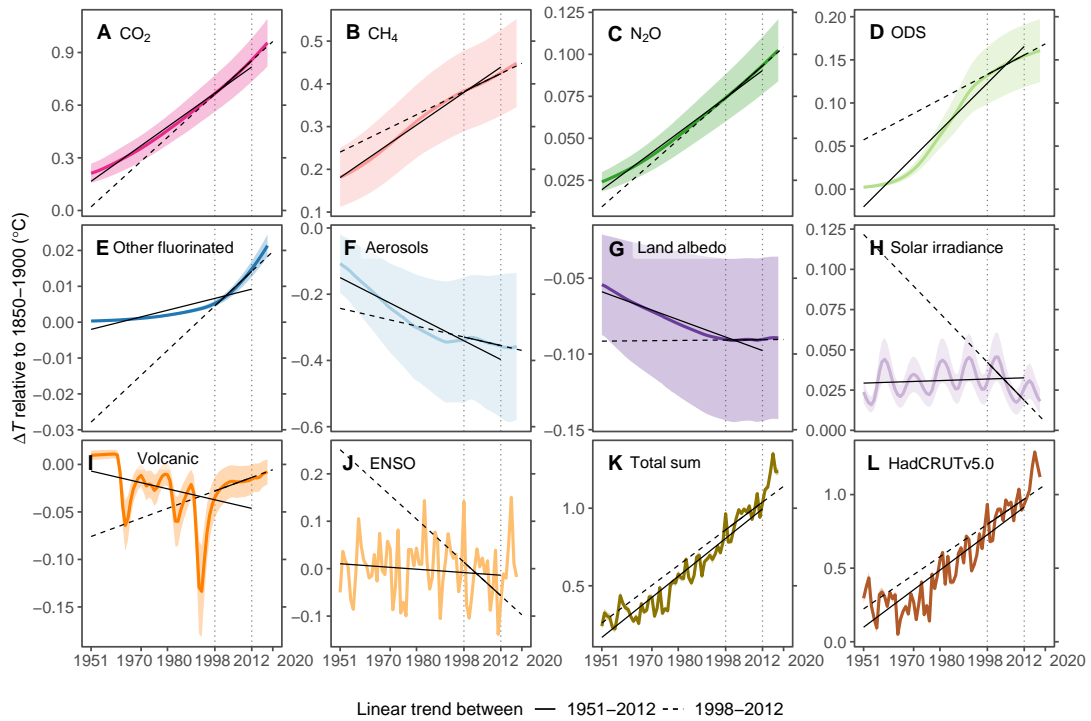 ΔT relative to 1850−1900 (°C)
A CO₂
0.9
0.6
0.3
0.0
B CH₄
0.5
0.4
0.3
0.2
0.1
C N₂O
0.125
0.100
0.075
0.050
0.025
D ODS
0.20
0.15
0.10
0.05
0.00
E Other fluorinated
0.02
0.01
0.00
−0.01
−0.02
−0.03
F Aerosols
0.0
−0.2
−0.4
−0.6
G Land albedo
−0.05
−0.10
−0.15
H Solar irradiance
0.125
0.100
0.075
0.050
0.025
0.000
I Volcanic
0.00
−0.05
−0.10
−0.15
J ENSO
0.2
0.1
0.0
−0.1
K Total sum
1.0
0.5
L HadCRUTv5.0
1.0
0.5
0.0
1951 1970 1980 1998 2012 2020
1951 1970 1980 1998 2012 2020
1951 1970 1980 1998 2012 2020
1951 1970 1980 1998 2012 2020
Linear trend between 1951−2012 1998−2012